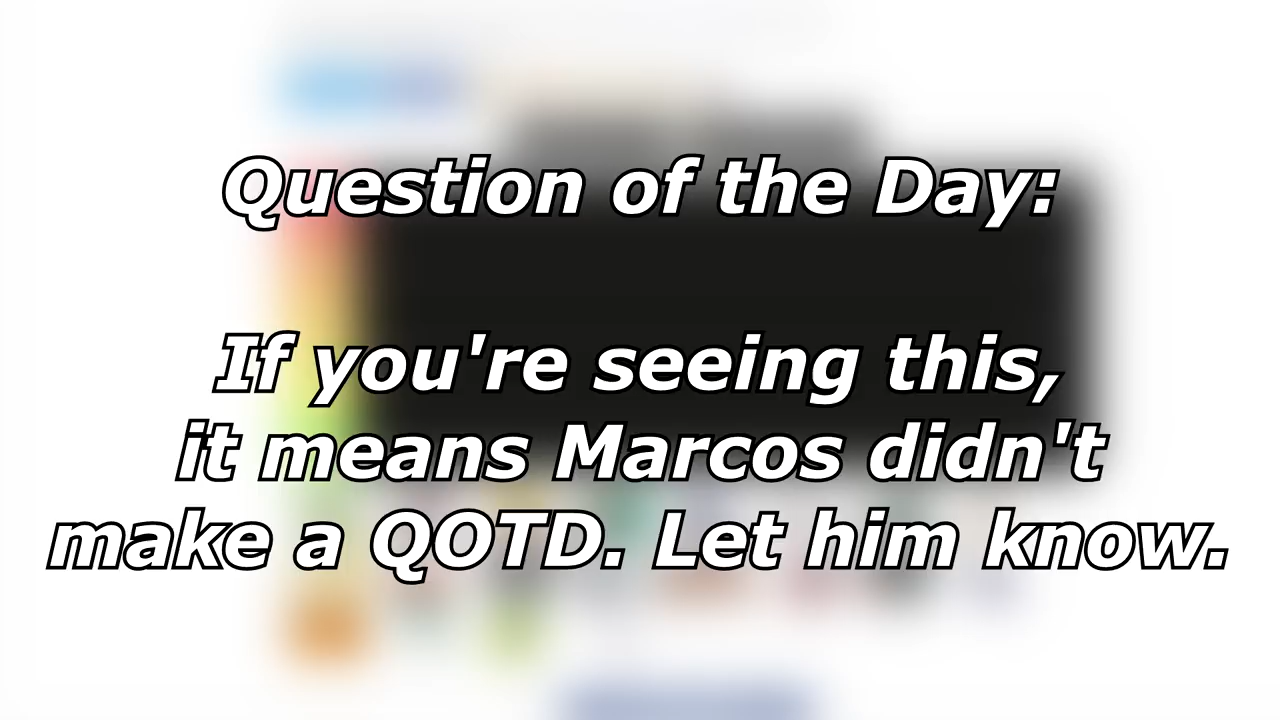 Question of the Day:
If you're seeing this,
it means Marcos didn't
make a QOTD. Let him know.